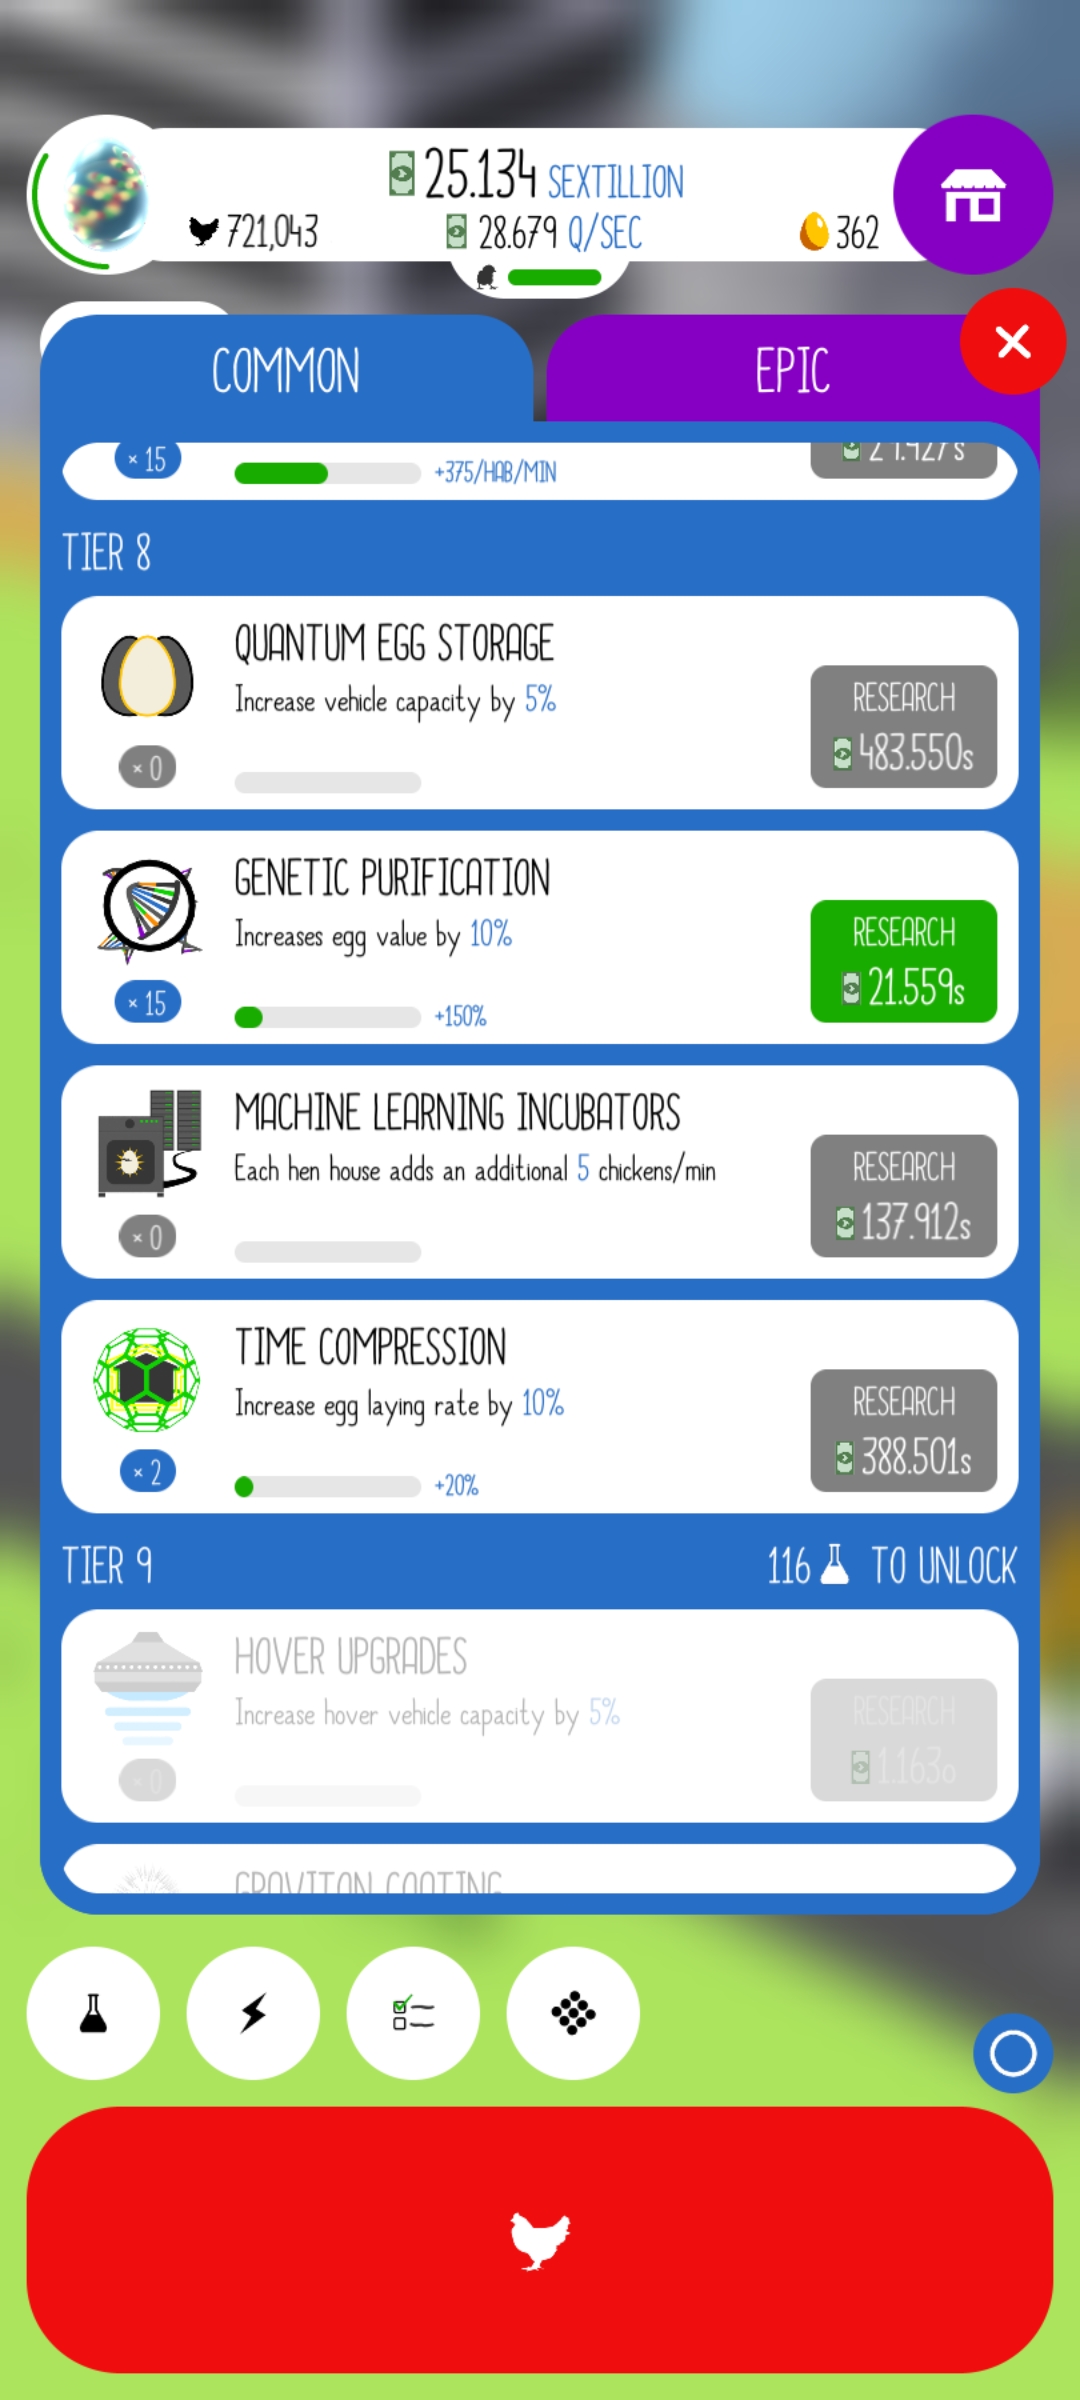 25.134 SEXTILLION
721,043
28.679 Q/SEC
362
COMMON
EPIC
× 15
+375/HAB/MIN
TIER 8
QUANTUM EGG STORAGE
Increase vehicle capacity by 5%
× 0
RESEARCH
483.550s
GENETIC PURIFICATION
Increases egg value by 10%
× 15
+150%
RESEARCH
21.559s
MACHINE LEARNING INCUBATORS
Each hen house adds an additional 5 chickens/min
× 0
RESEARCH
137.912s
TIME COMPRESSION
Increase egg laying rate by 10%
× 2
+20%
RESEARCH
388.501s
TIER 9
116 TO UNLOCK
HOVER UPGRADES
Increase hover vehicle capacity by 5%
× 0
RESEARCH
1.163o
GRAVITON COATING